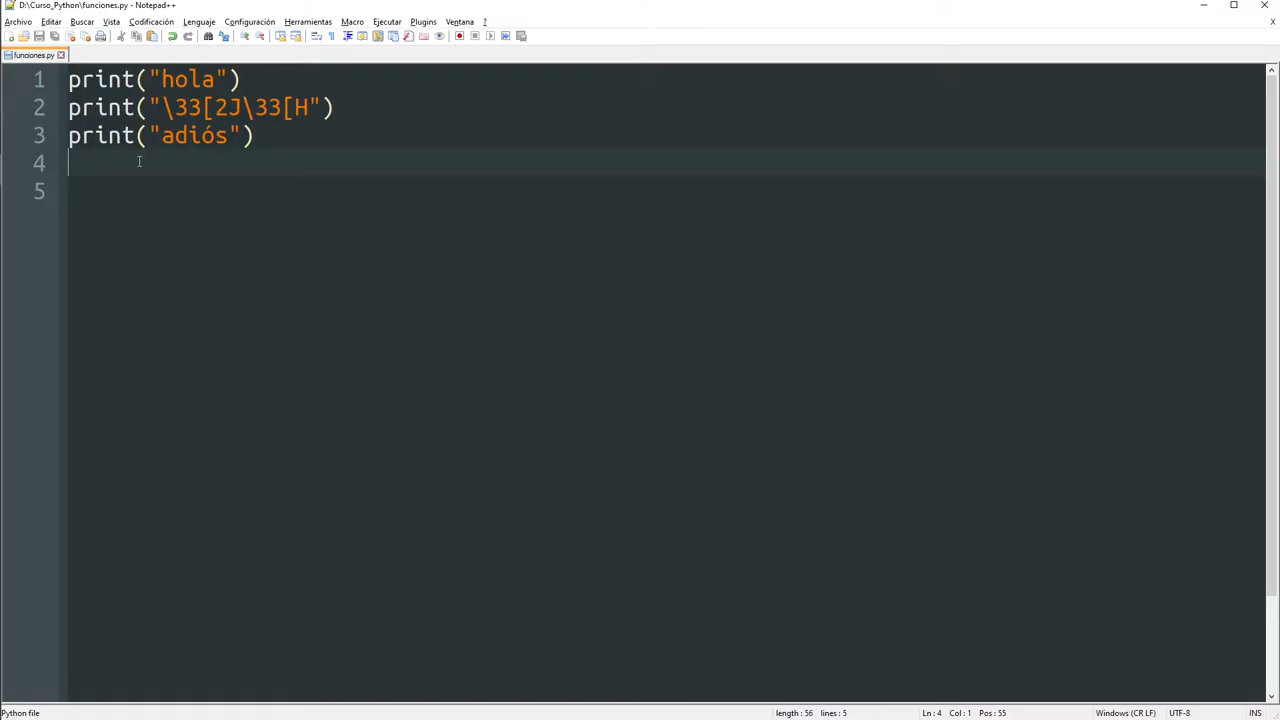 D:\Curso_Python\funciones.py - Notepad++
Archivo Editar Buscar Vista Codificación Lenguaje Configuración Herramientas Macro Ejecutar Plugins Ventana ?
X
funciones.py
1 print("hola")
2 print("\33[2J\33[H")
3 print("adiós")
4
5
Python file length : 56 lines : 5 Ln : 4 Col : 1 Pos : 55 Windows (CR LF) UTF-8 INS